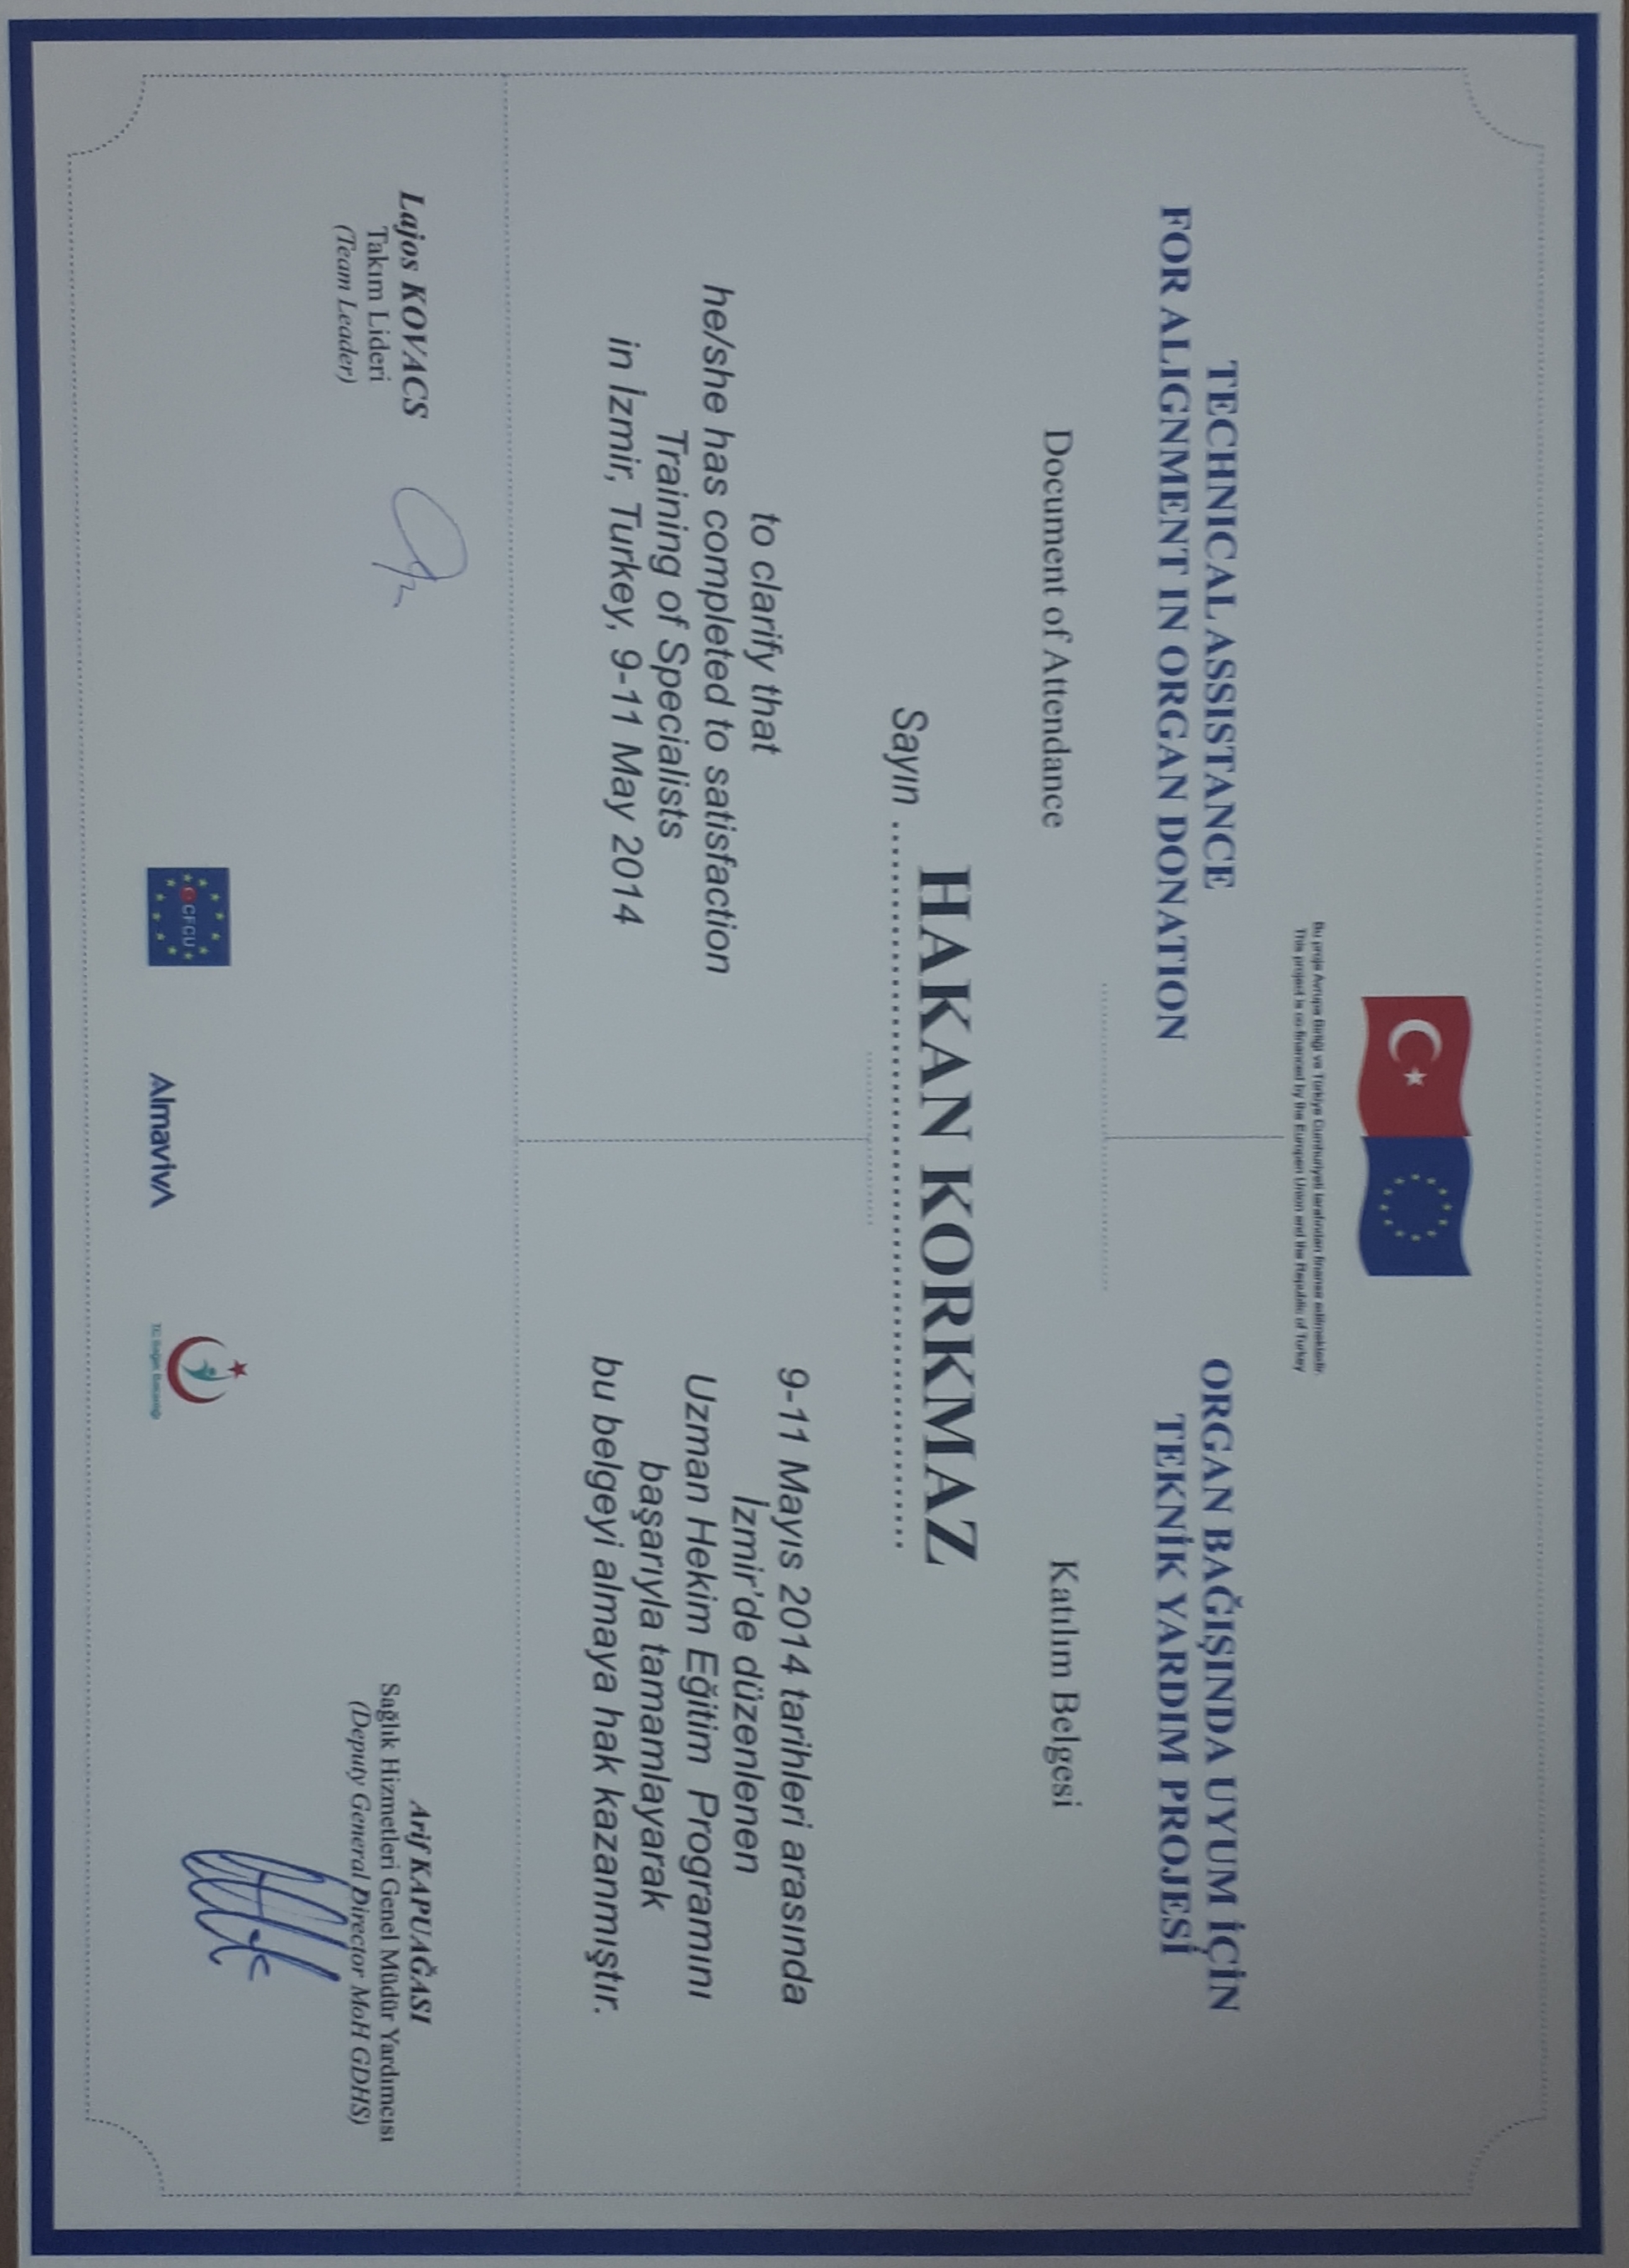 Bu proje Avrupa Birliği ve Türkiye Cumhuriyeti tarafından finanse edilmektedir.
This project is co-financed by the European Union and the Republic of Turkey
TECHNICAL ASSISTANCE
FOR ALIGNMENT IN ORGAN DONATION
ORGAN BAĞIŞINDA UYUM İÇİN
TEKNİK YARDIM PROJESİ
Document of Attendance
Katılım Belgesi
HAKAN KORKMAZ
Sayın ..........................................................
to clarify that
he/she has completed to satisfaction
Training of Specialists
in İzmir, Turkey, 9-11 May 2014
9-11 Mayıs 2014 tarihleri arasında
İzmir'de düzenlenen
Uzman Hekim Eğitim Programını
başarıyla tamamlayarak
bu belgeyi almaya hak kazanmıştır.
Lajos KOVACS
Takım Lideri
(Team Leader)
Arif KAPUAĞASI
Sağlık Hizmetleri Genel Müdür Yardımcısı
(Deputy General Director MoH GDHS)
CFCU
Almaviva
T.C. Sağlık Bakanlığı